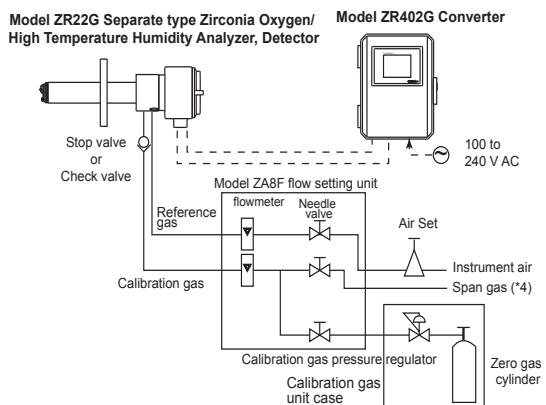 Model ZR22G Separate type Zirconia Oxygen/
High Temperature Humidity Analyzer, Detector
Model ZR402G Converter
Stop valve
or
Check valve
100 to
240 V AC
Model ZA8F flow setting unit
flowmeter
Needle
valve
Reference
gas
Air Set
Instrument air
Calibration gas
Span gas (*4)
Calibration gas pressure regulator
Calibration gas
unit case
Zero gas
cylinder